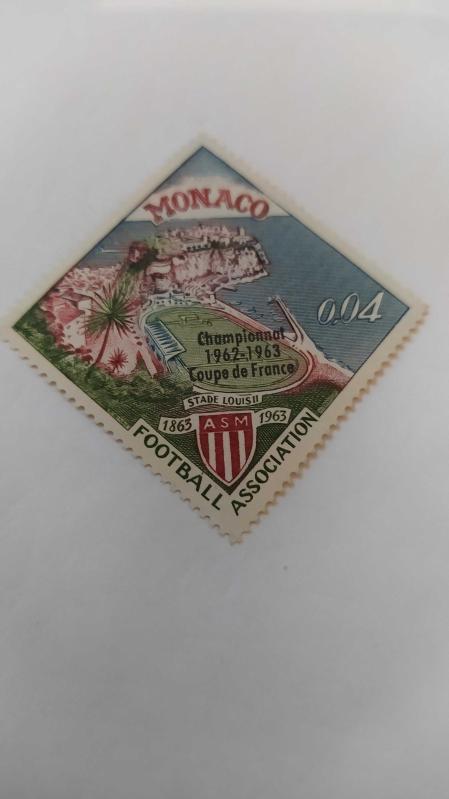 MONACO
0.04
Championnat
1962-1963
Coupe de France
STADE LOUIS II
1863 ASM 1963
FOOTBALL ASSOCIATION